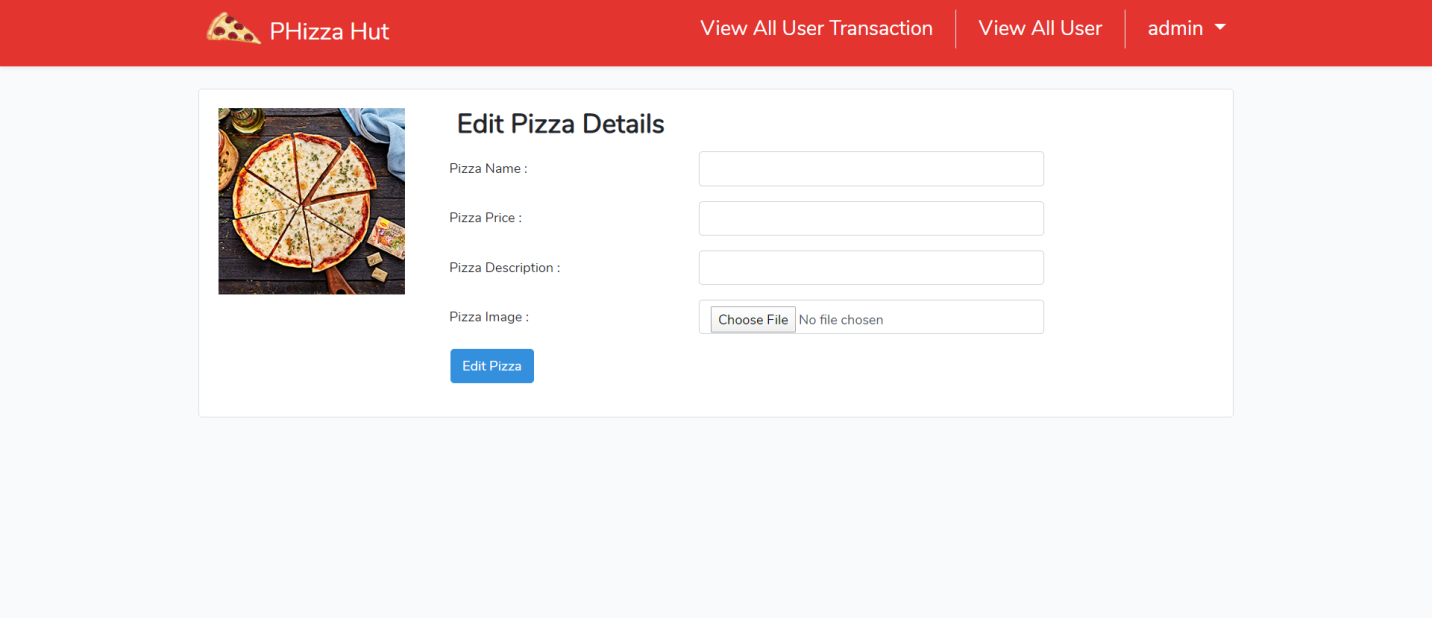 PHizza Hut
View All User Transaction
View All User
admin
Edit Pizza Details
Pizza Name :
Pizza Price :
Pizza Description :
Pizza Image :
Choose File No file chosen
Edit Pizza